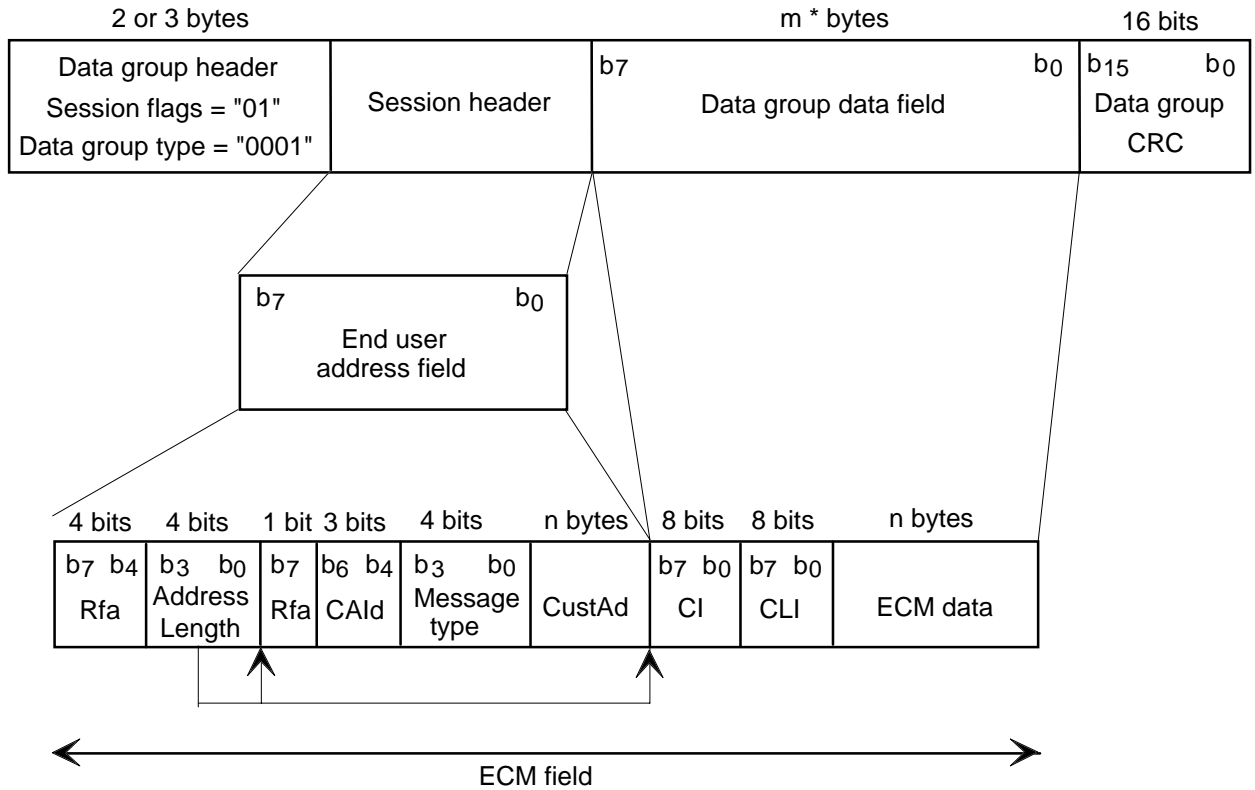 2 or 3 bytes m * bytes 16 bits
Data group header
Session flags = "01"
Data group type = "0001"
Session header
b7 b0
Data group data field
b15 b0
Data group
CRC
b7 b0
End user
address field
4 bits 4 bits 1 bit 3 bits 4 bits n bytes 8 bits 8 bits n bytes
b7 b4
Rfa
b3 b0
Address
Length
b7
Rfa
b6 b4
CAId
b3 b0
Message
type
CustAd
b7 b0
CI
b7 b0
CLI
ECM data
ECM field